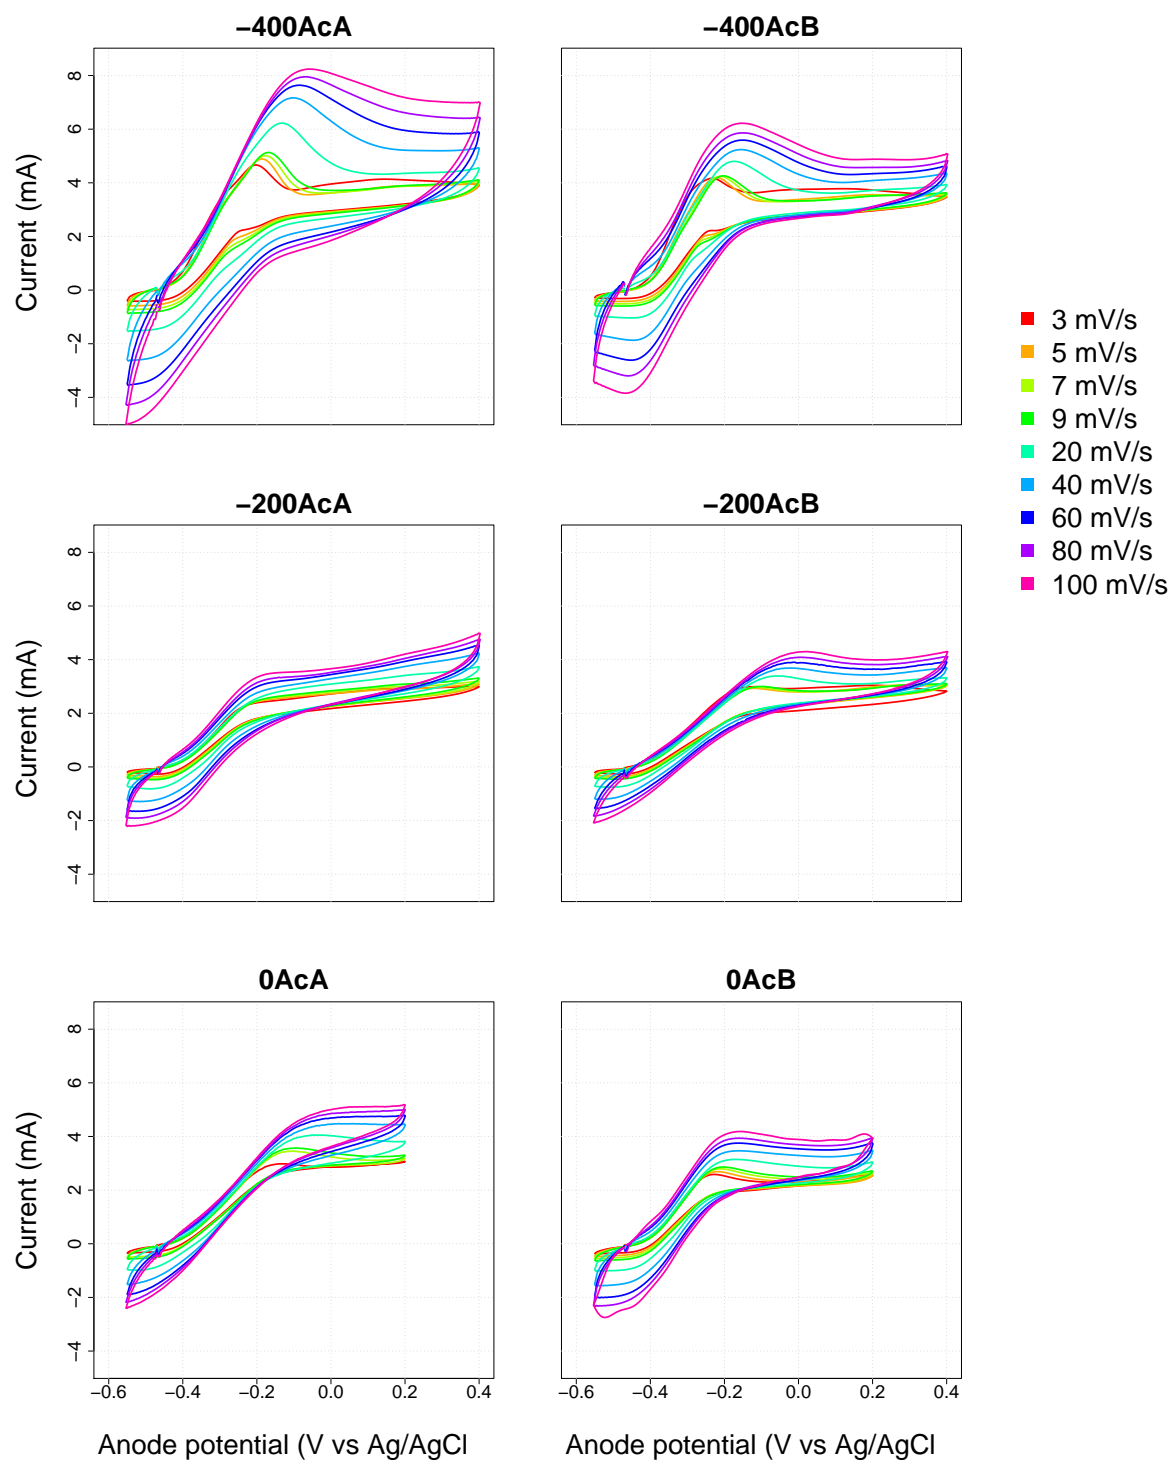 −400AcA
−400AcB
Current (mA)
8
6
4
2
0
−2
−4
3 mV/s
5 mV/s
7 mV/s
9 mV/s
20 mV/s
40 mV/s
60 mV/s
80 mV/s
100 mV/s
−200AcA
−200AcB
Current (mA)
8
6
4
2
0
−2
−4
0AcA
0AcB
Current (mA)
8
6
4
2
0
−2
−4
−0.6 −0.4 −0.2 0.0 0.2 0.4
−0.6 −0.4 −0.2 0.0 0.2 0.4
Anode potential (V vs Ag/AgCl
Anode potential (V vs Ag/AgCl